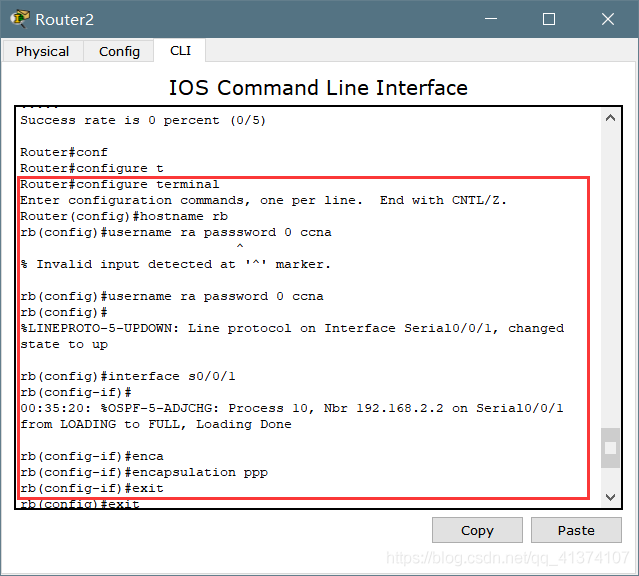 Router2
Physical Config CLI
IOS Command Line Interface
.....
Success rate is 0 percent (0/5)
Router#conf
Router#configure t
Router#configure terminal
Enter configuration commands, one per line.  End with CNTL/Z.
Router(config)#hostname rb
rb(config)#username ra passsword 0 ccna
^
% Invalid input detected at '^' marker.
rb(config)#username ra password 0 ccna
rb(config)#
%LINEPROTO-5-UPDOWN: Line protocol on Interface Serial0/0/1, changed
state to up
rb(config)#interface s0/0/1
rb(config-if)#
00:35:20: %OSPF-5-ADJCHG: Process 10, Nbr 192.168.2.2 on Serial0/0/1
from LOADING to FULL, Loading Done
rb(config-if)#enca
rb(config-if)#encapsulation ppp
rb(config-if)#exit
rb(config)#exit
Copy Paste
https://blog.csdn.net/qq_41374107